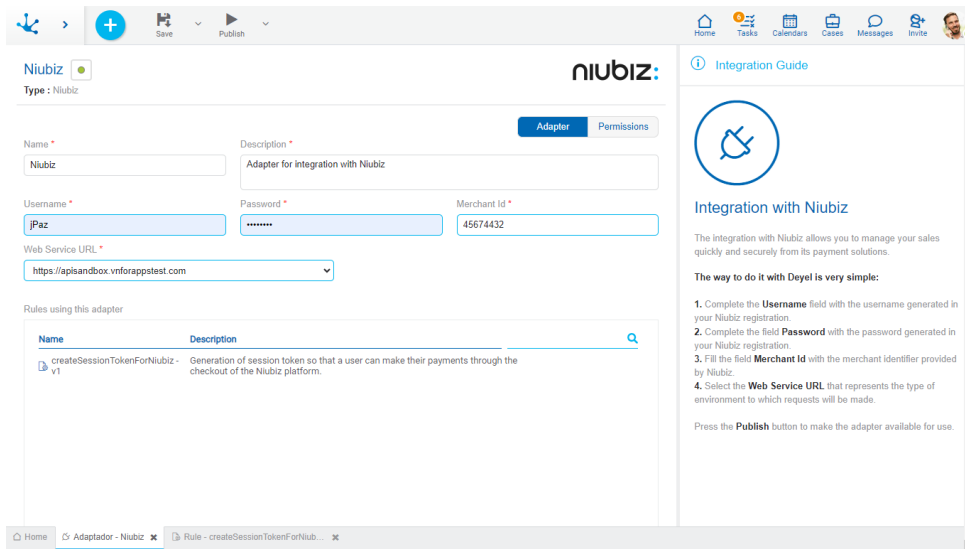 Save
Publish
Home
6
Tasks
Calendars
Cases
Messages
Invite
Niubiz
Type : Niubiz
niubiz:
Adapter
Permissions
Name *
Description *
Niubiz
Adapter for integration with Niubiz
Username *
Password *
Merchant Id *
jPaz
••••••••
45674432
Web Service URL *
https://apisandbox.vnforappstest.com
Rules using this adapter
Name
Description
createSessionTokenForNiubiz -
v1
Generation of session token so that a user can make their payments through the
checkout of the Niubiz platform.
Integration Guide
Integration with Niubiz
The integration with Niubiz allows you to manage your sales
quickly and securely from its payment solutions.
The way to do it with Deyel is very simple:
1. Complete the Username field with the username generated in
your Niubiz registration.
2. Complete the field Password with the password generated in
your Niubiz registration.
3. Fill the field Merchant Id with the merchant identifier provided
by Niubiz.
4. Select the Web Service URL that represents the type of
environment to which requests will be made.
Press the Publish button to make the adapter available for use.
Home
Adaptador - Niubiz
Rule - createSessionTokenForNiub...